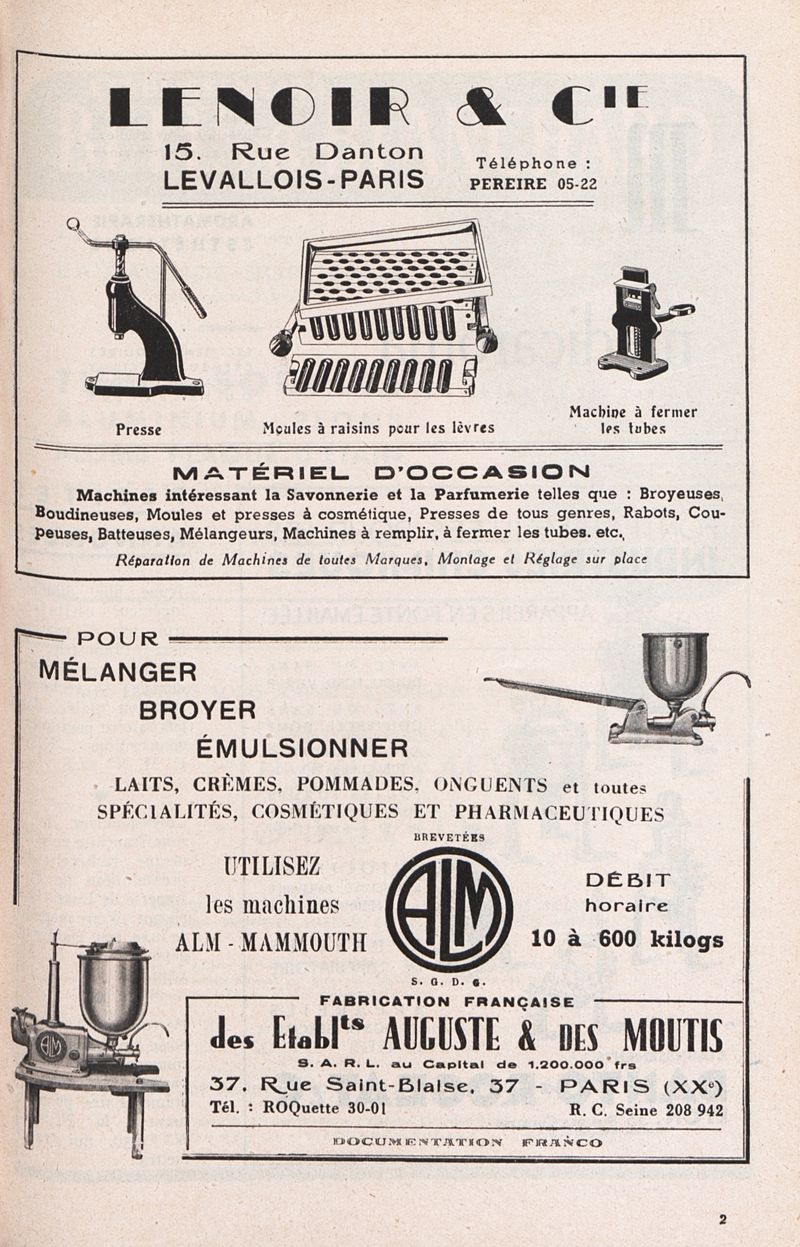 LENOIR & CIE
15. Rue Danton
LEVALLOIS-PARIS
Téléphone :
PEREIRE 05-22
Presse
Moules à raisins pour les lèvres
Machine à fermer
les tubes
MATÉRIEL D'OCCASION
Machines intéressant la Savonnerie et la Parfumerie telles que : Broyeuses,
Boudineuses, Moules et presses à cosmétique, Presses de tous genres, Rabots, Cou-
peuses, Batteuses, Mélangeurs, Machines à remplir, à fermer les tubes. etc.,
Réparation de Machines de toutes Marques, Montage et Réglage sur place
POUR
MÉLANGER
BROYER
ÉMULSIONNER
LAITS, CRÈMES, POMMADES, ONGUENTS et toutes
SPÉCIALITÉS, COSMÉTIQUES ET PHARMACEUTIQUES
BREVETÉES
UTILISEZ
les machines
ALM - MAMMOUTH
ALM
S. G. D. G.
DÉBIT
horaire
10 à 600 kilogs
ALM
FABRICATION FRANÇAISE
des Etablts AUGUSTE & DES MOUTIS
S. A. R. L. au Capital de 1.200.000 frs
37, Rue Saint-Blaise, 37 - PARIS (XXe)
Tél. : ROQuette 30-01
R. C. Seine 208 942
DOCUMENTATION FRANCO
2